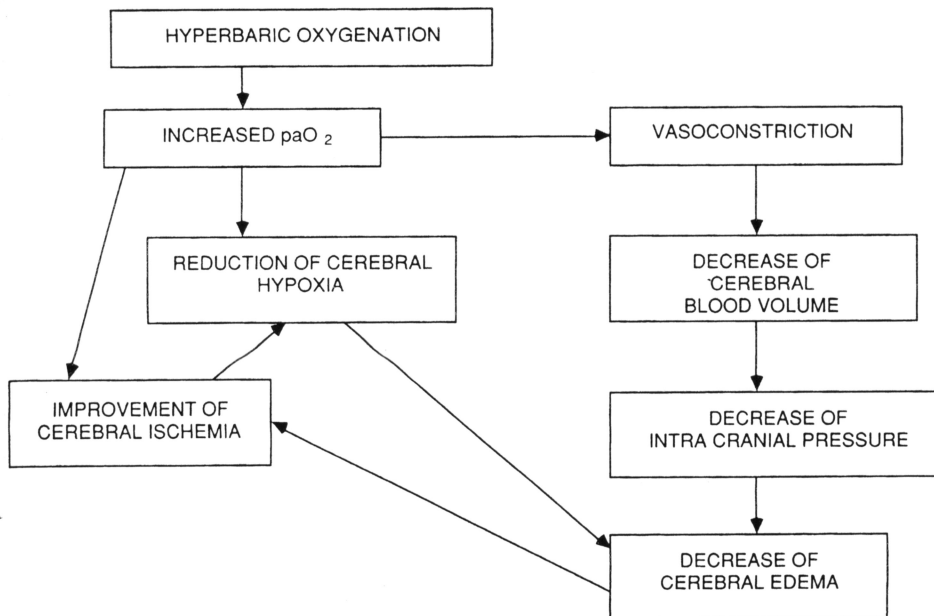 HYPERBARIC OXYGENATION
INCREASED paO 2
VASOCONSTRICTION
REDUCTION OF CEREBRAL
HYPOXIA
DECREASE OF
CEREBRAL
BLOOD VOLUME
IMPROVEMENT OF
CEREBRAL ISCHEMIA
DECREASE OF
INTRA CRANIAL PRESSURE
DECREASE OF
CEREBRAL EDEMA